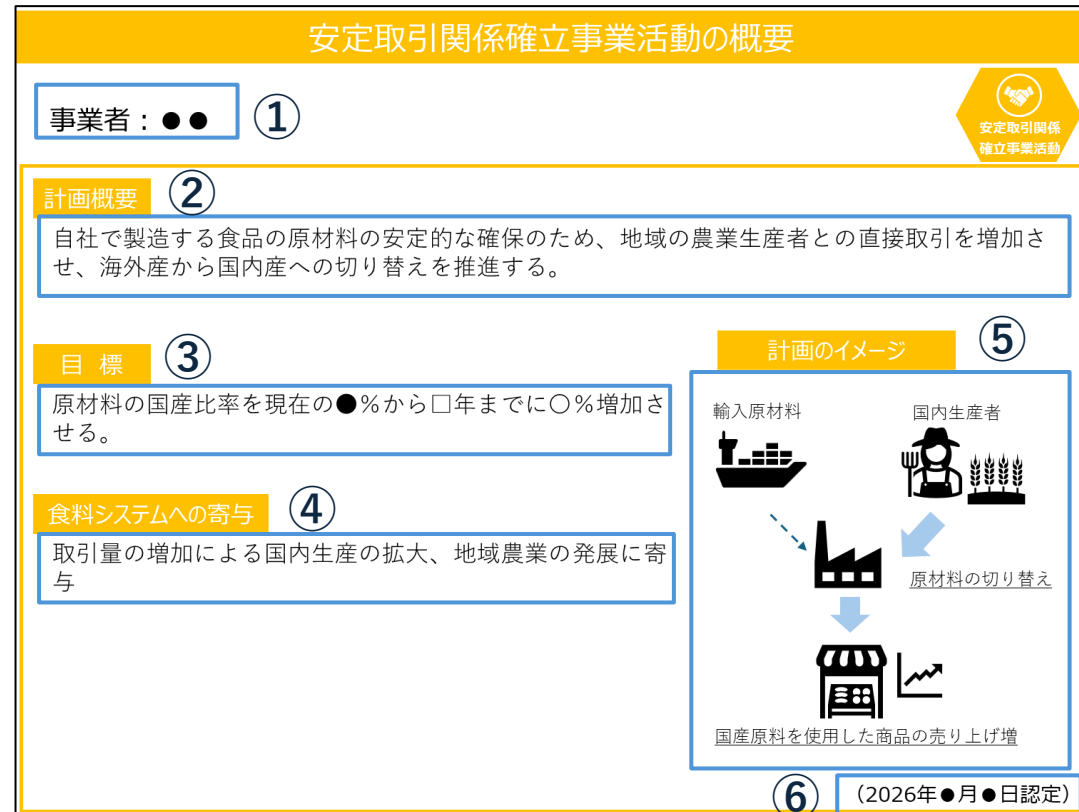 安定取引関係確立事業活動の概要
事業者：●●
①
安定取引関係
確立事業活動
計画概要
②
自社で製造する食品の原材料の安定的な確保のため、地域の農業生産者との直接取引を増加さ
せ、海外産から国内産への切り替えを推進する。
目 標
③
原材料の国産比率を現在の●％から□年までに〇％増加さ
せる。
食料システムへの寄与
④
取引量の増加による国内生産の拡大、地域農業の発展に寄
与
計画のイメージ
⑤
輸入原材料
国内生産者
原材料の切り替え
国産原料を使用した商品の売り上げ増
⑥
（2026年●月●日認定）